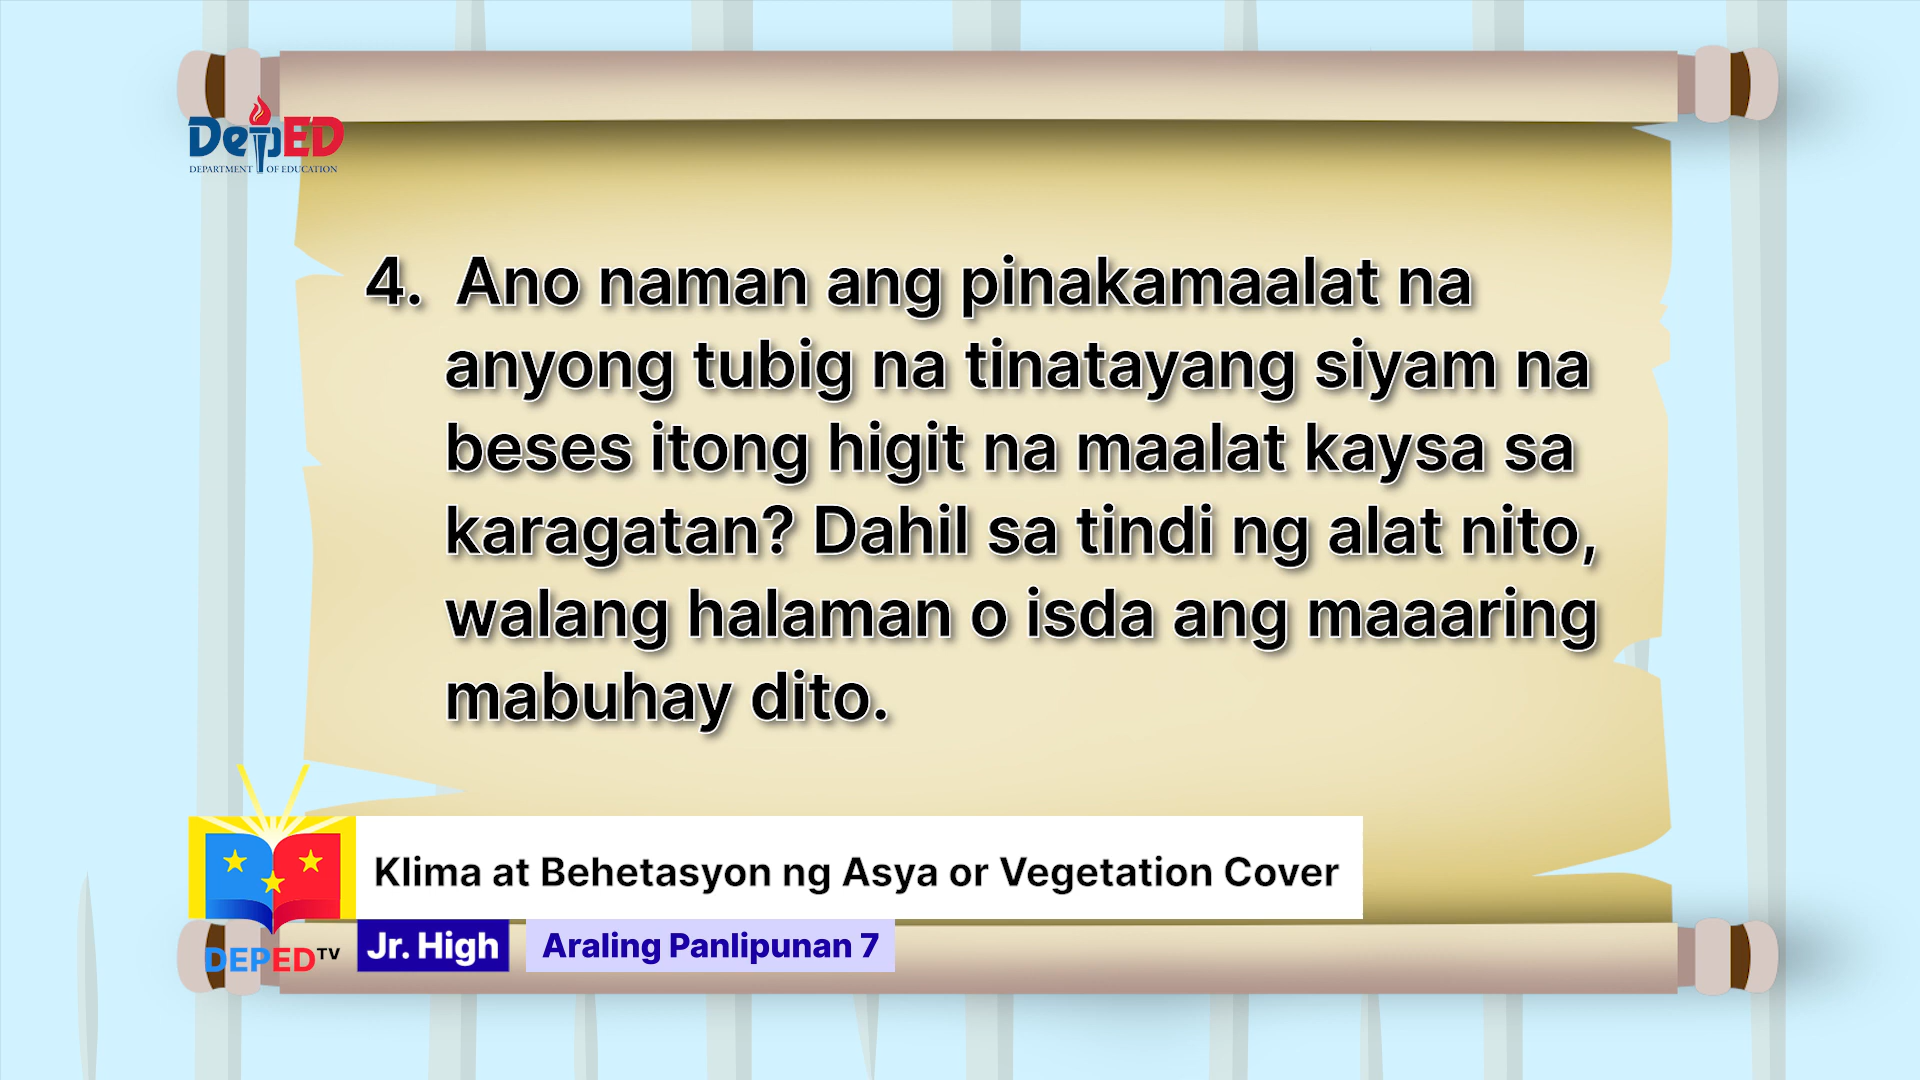 DepED
DEPARTMENT OF EDUCATION
4. Ano naman ang pinakamaalat na
anyong tubig na tinatayang siyam na
beses itong higit na maalat kaysa sa
karagatan? Dahil sa tindi ng alat nito,
walang halaman o isda ang maaaring
mabuhay dito.
Klima at Behetasyon ng Asya or Vegetation Cover
DEPED TV
Jr. High
Araling Panlipunan 7